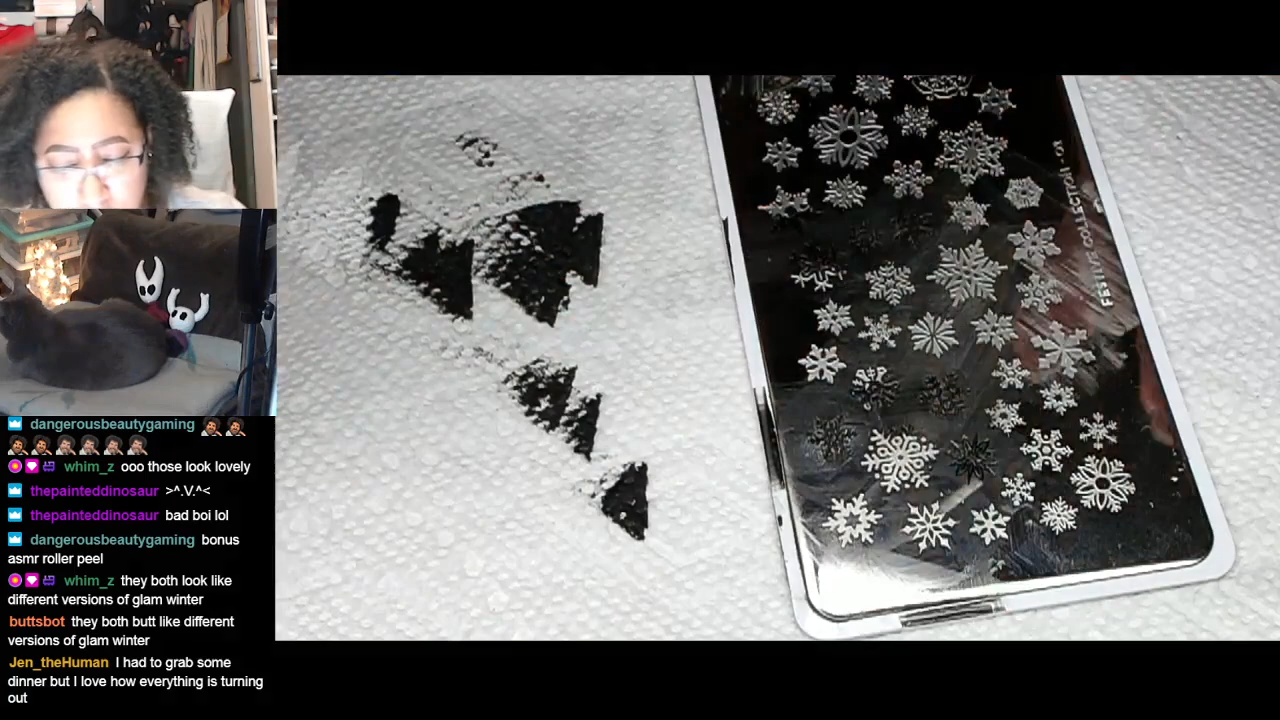 dangerousbeautygaming
whim_z ooo those look lovely
thepainteddinosaur >^.V.^<
thepainteddinosaur bad boi lol
dangerousbeautygaming bonus
asmr roller peel
whim_z they both look like
different versions of glam winter
buttsbot they both butt like different
versions of glam winter
Jen_theHuman I had to grab some
dinner but I love how everything is turning
out
COLLECTION